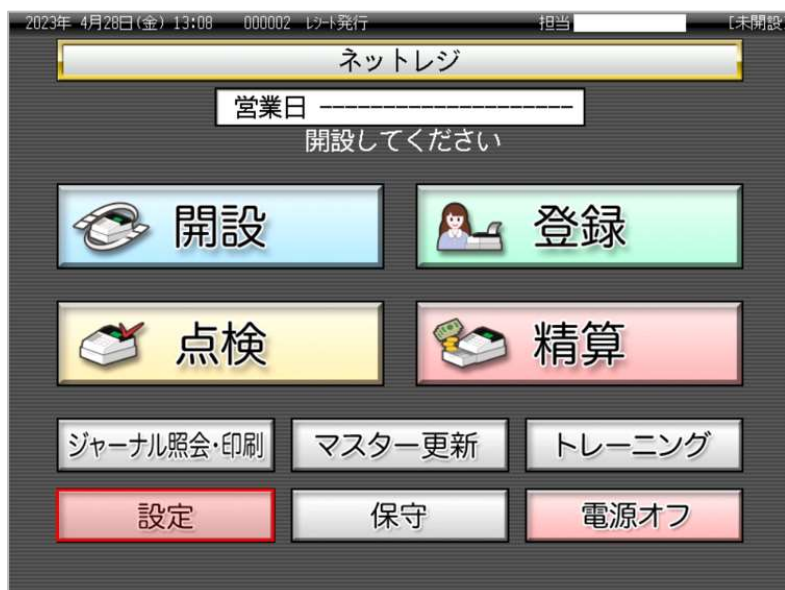 2023年 4月28日(金) 13:08 000002 ﾚｼｰﾄ発行 担当 [未開設
ネットレジ
営業日 --------------------
開設してください
開設 登録
点検 精算
ジャーナル照会・印刷 マスター更新 トレーニング
設定 保守 電源オフ